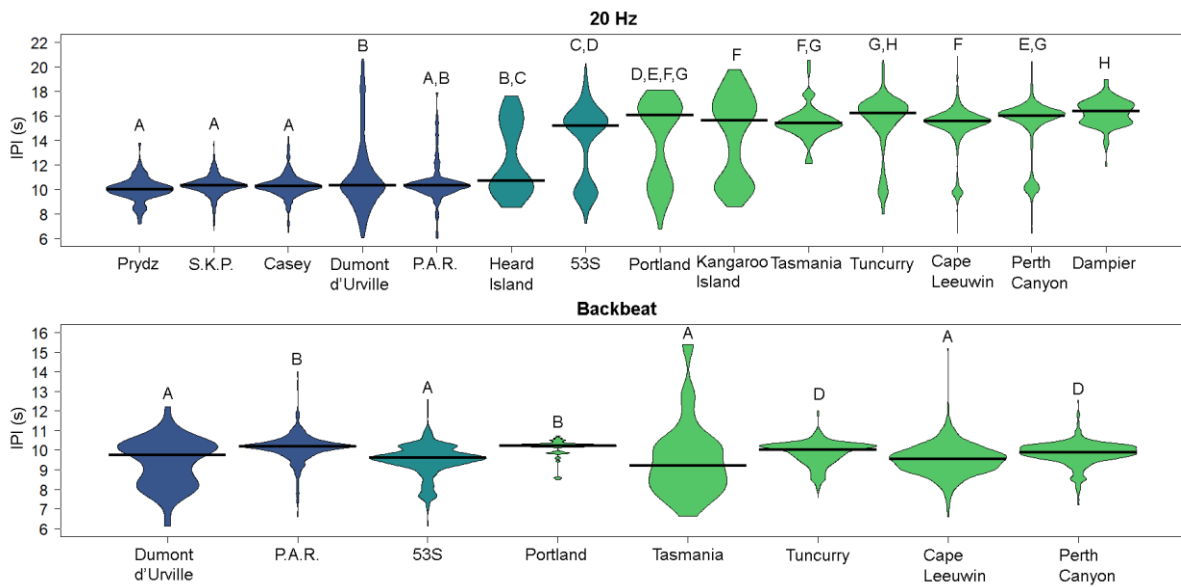 20 Hz
IPI (s)
22
20
18
16
14
12
10
8
6
A
A
A
B
A,B
B,C
C,D
D,E,F,G
F
F,G
G,H
F
E,G
H
Prydz
S.K.P.
Casey
Dumont
d'Urville
P.A.R.
Heard
Island
53S
Portland
Kangaroo
Island
Tasmania
Tuncurry
Cape
Leeuwin
Perth
Canyon
Dampier
Backbeat
IPI (s)
16
15
14
13
12
11
10
9
8
7
6
A
B
A
B
A
D
A
D
Dumont
d'Urville
P.A.R.
53S
Portland
Tasmania
Tuncurry
Cape
Leeuwin
Perth
Canyon